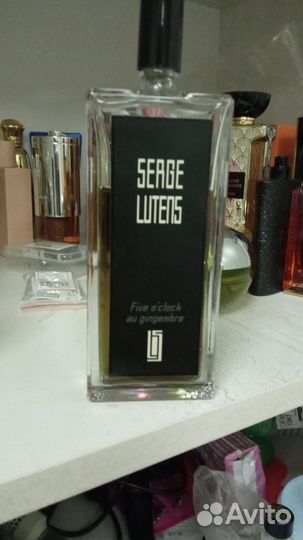 SERGE
LUTENS
Five o'clock
au gingembre
Avito